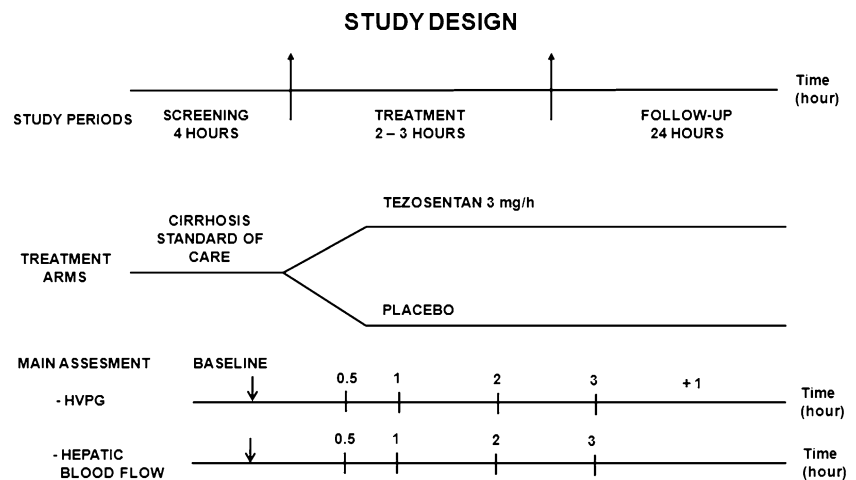 STUDY DESIGN
Time
(hour)
STUDY PERIODS
SCREENING
4 HOURS
TREATMENT
2 – 3 HOURS
FOLLOW-UP
24 HOURS
TEZOSENTAN 3 mg/h
CIRRHOSIS
STANDARD OF
CARE
TREATMENT
ARMS
PLACEBO
MAIN ASSESMENT
BASELINE
- HVPG
0.5 1 2 3 + 1
Time
(hour)
- HEPATIC
BLOOD FLOW
0.5 1 2 3
Time
(hour)